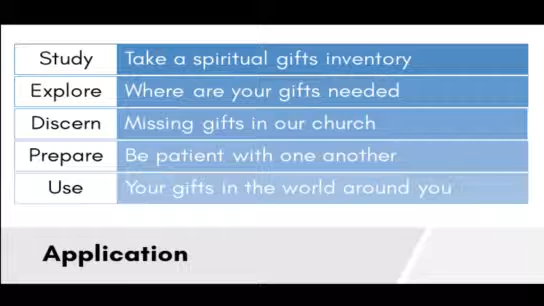 Study Take a spiritual gifts inventory
Explore Where are your gifts needed
Discern Missing gifts in our church
Prepare Be patient with one another
Use Your gifts in the world around you
Application